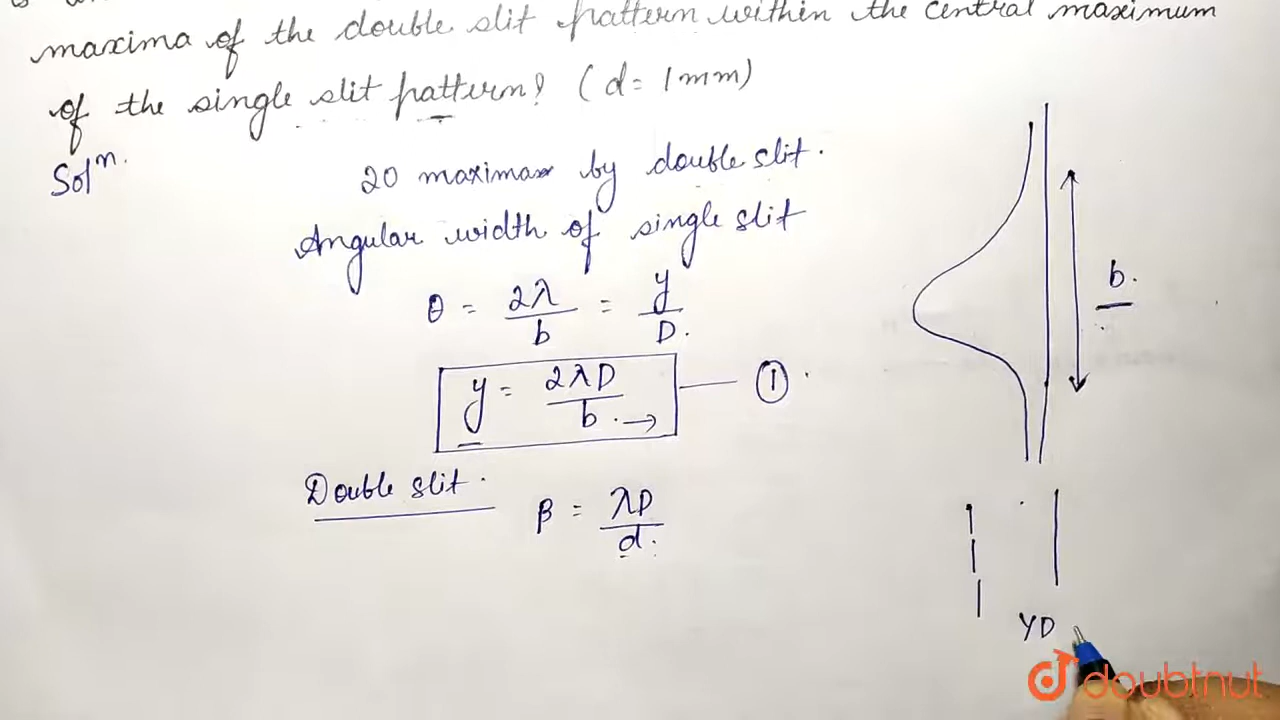 maxima of the double slit pattern within the central maximum
of the single slit pattern? (d = 1mm)
Solⁿ.
20 maximas by double slit.
Angular width of single slit
θ = 2λ/b = y/D.
y = 2λD/b. → — ①.
b.
Double slit.
β = λD/d.
YD
doubtnut